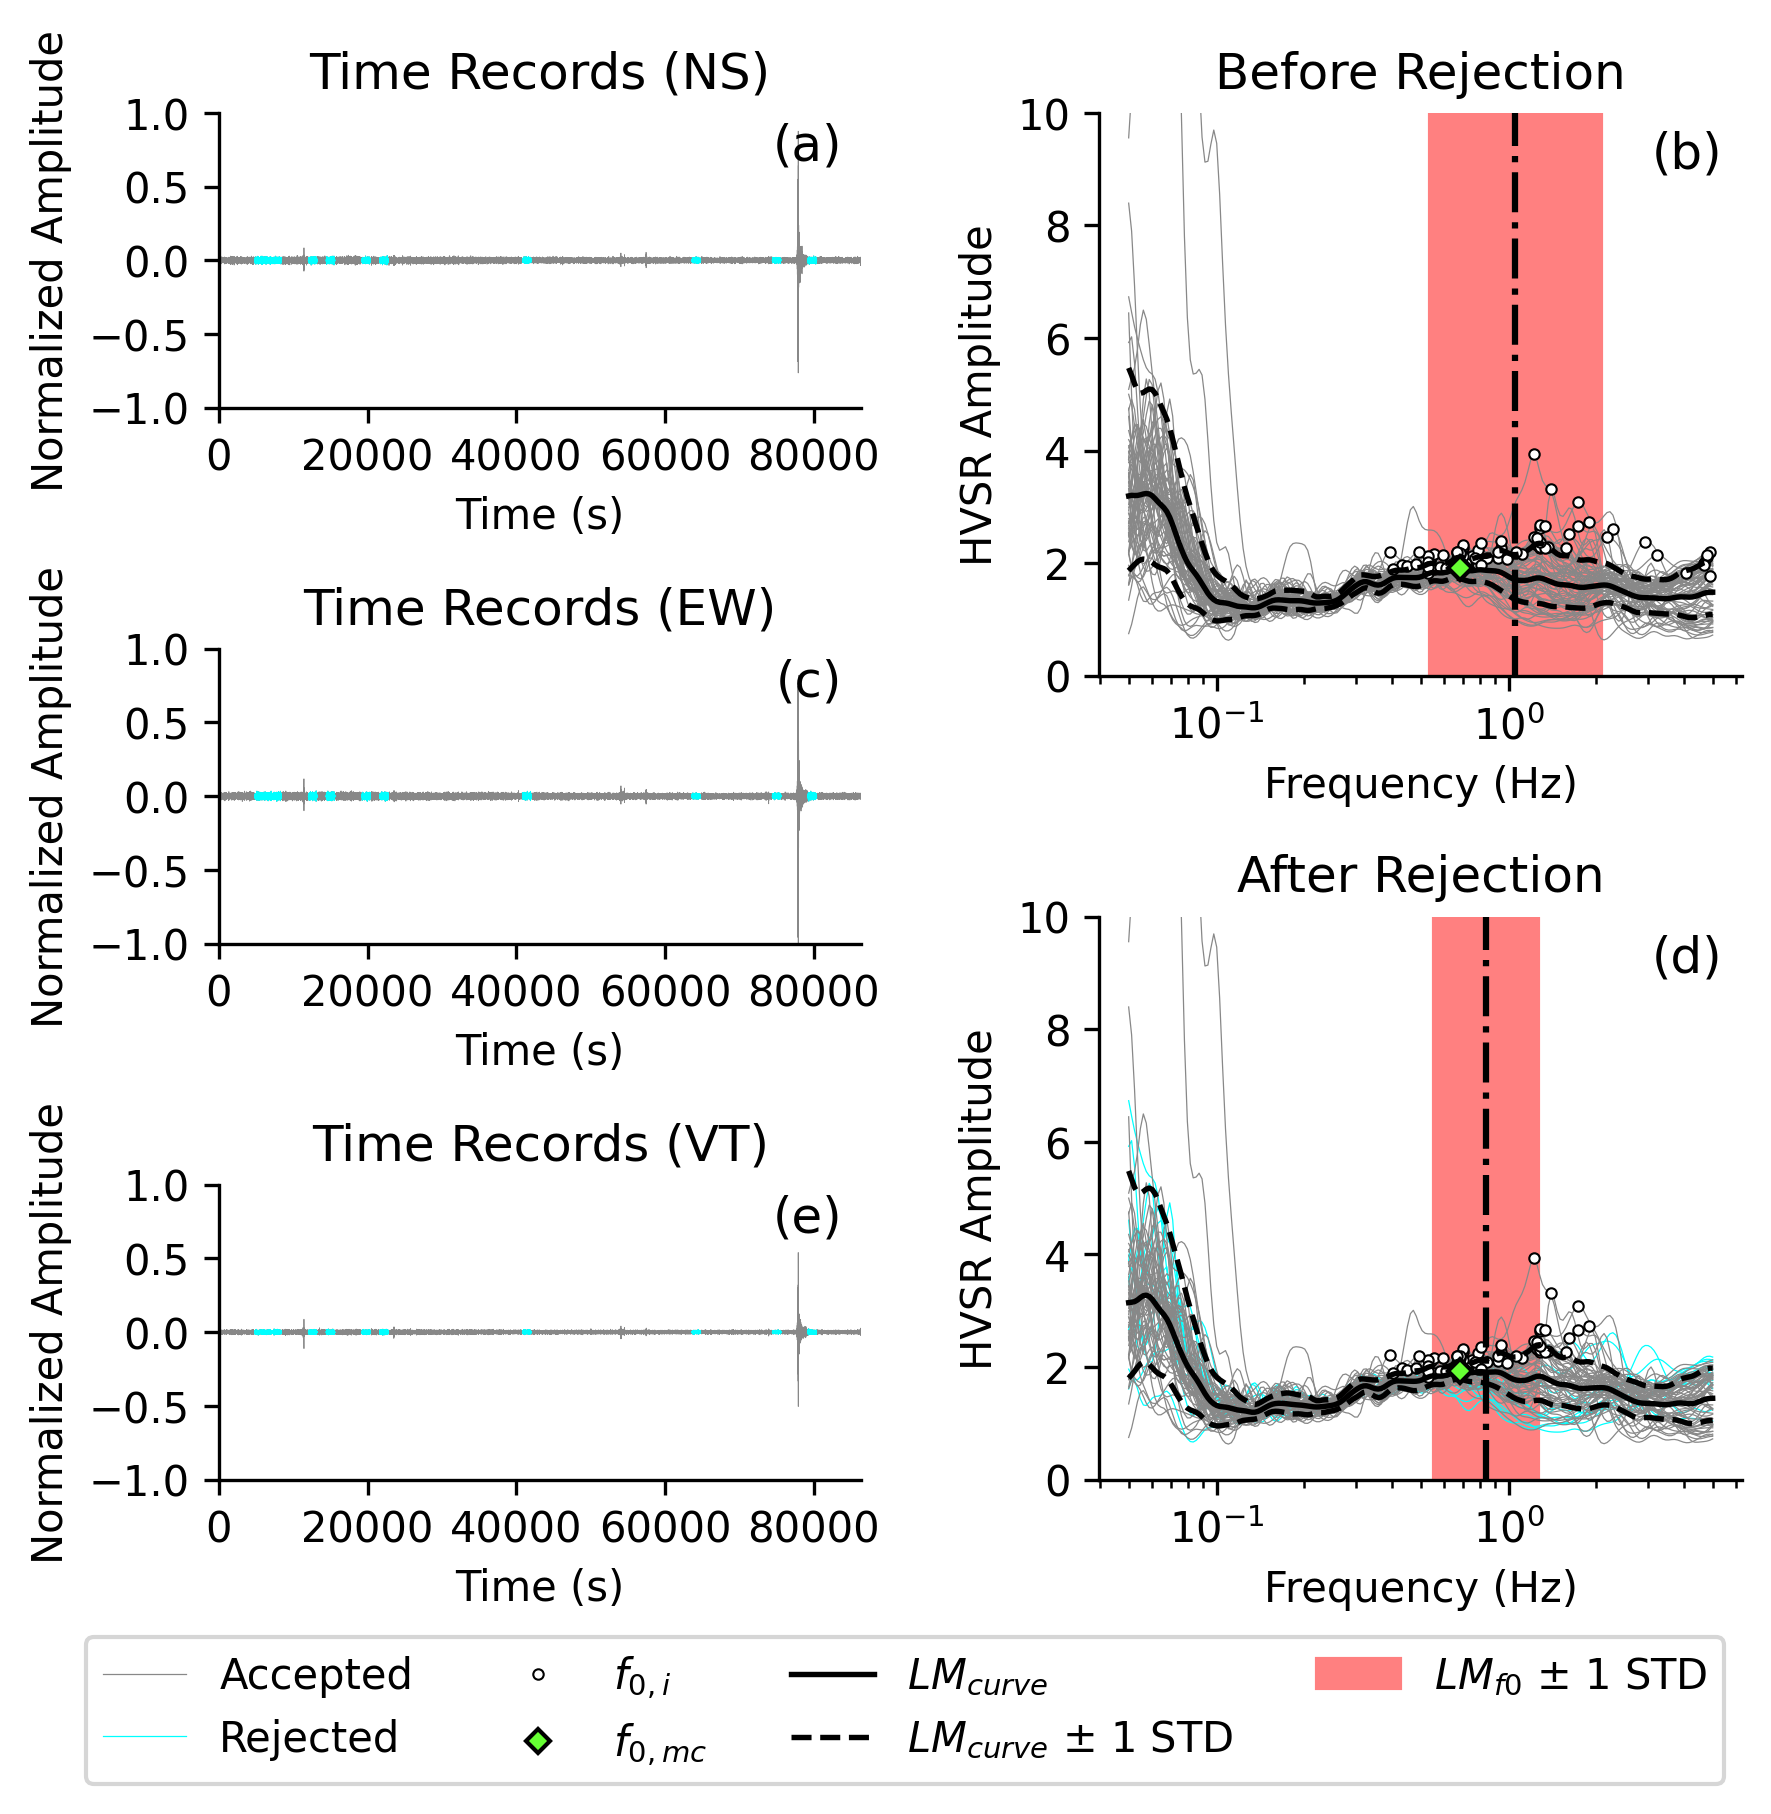 Time Records (NS)
(a)
Normalized Amplitude
1.0
0.5
0.0
−0.5
−1.0
0 20000 40000 60000 80000
Time (s)
Before Rejection
(b)
HVSR Amplitude
10
8
6
4
2
0
10⁻¹ 10⁰
Frequency (Hz)
Time Records (EW)
(c)
Normalized Amplitude
1.0
0.5
0.0
−0.5
−1.0
0 20000 40000 60000 80000
Time (s)
After Rejection
(d)
HVSR Amplitude
10
8
6
4
2
0
10⁻¹ 10⁰
Frequency (Hz)
Time Records (VT)
(e)
Normalized Amplitude
1.0
0.5
0.0
−0.5
−1.0
0 20000 40000 60000 80000
Time (s)
Accepted
Rejected
f0,i
f0,mc
LMcurve
LMcurve ± 1 STD
LMf0 ± 1 STD